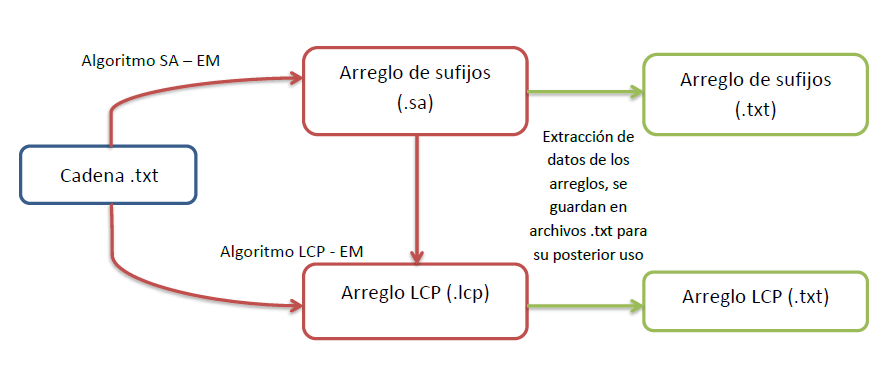 Algoritmo SA – EM
Arreglo de sufijos
(.sa)
Arreglo de sufijos
(.txt)
Cadena .txt
Extracción de
datos de los
arreglos, se
guardan en
archivos .txt para
su posterior uso
Algoritmo LCP - EM
Arreglo LCP (.lcp)
Arreglo LCP (.txt)